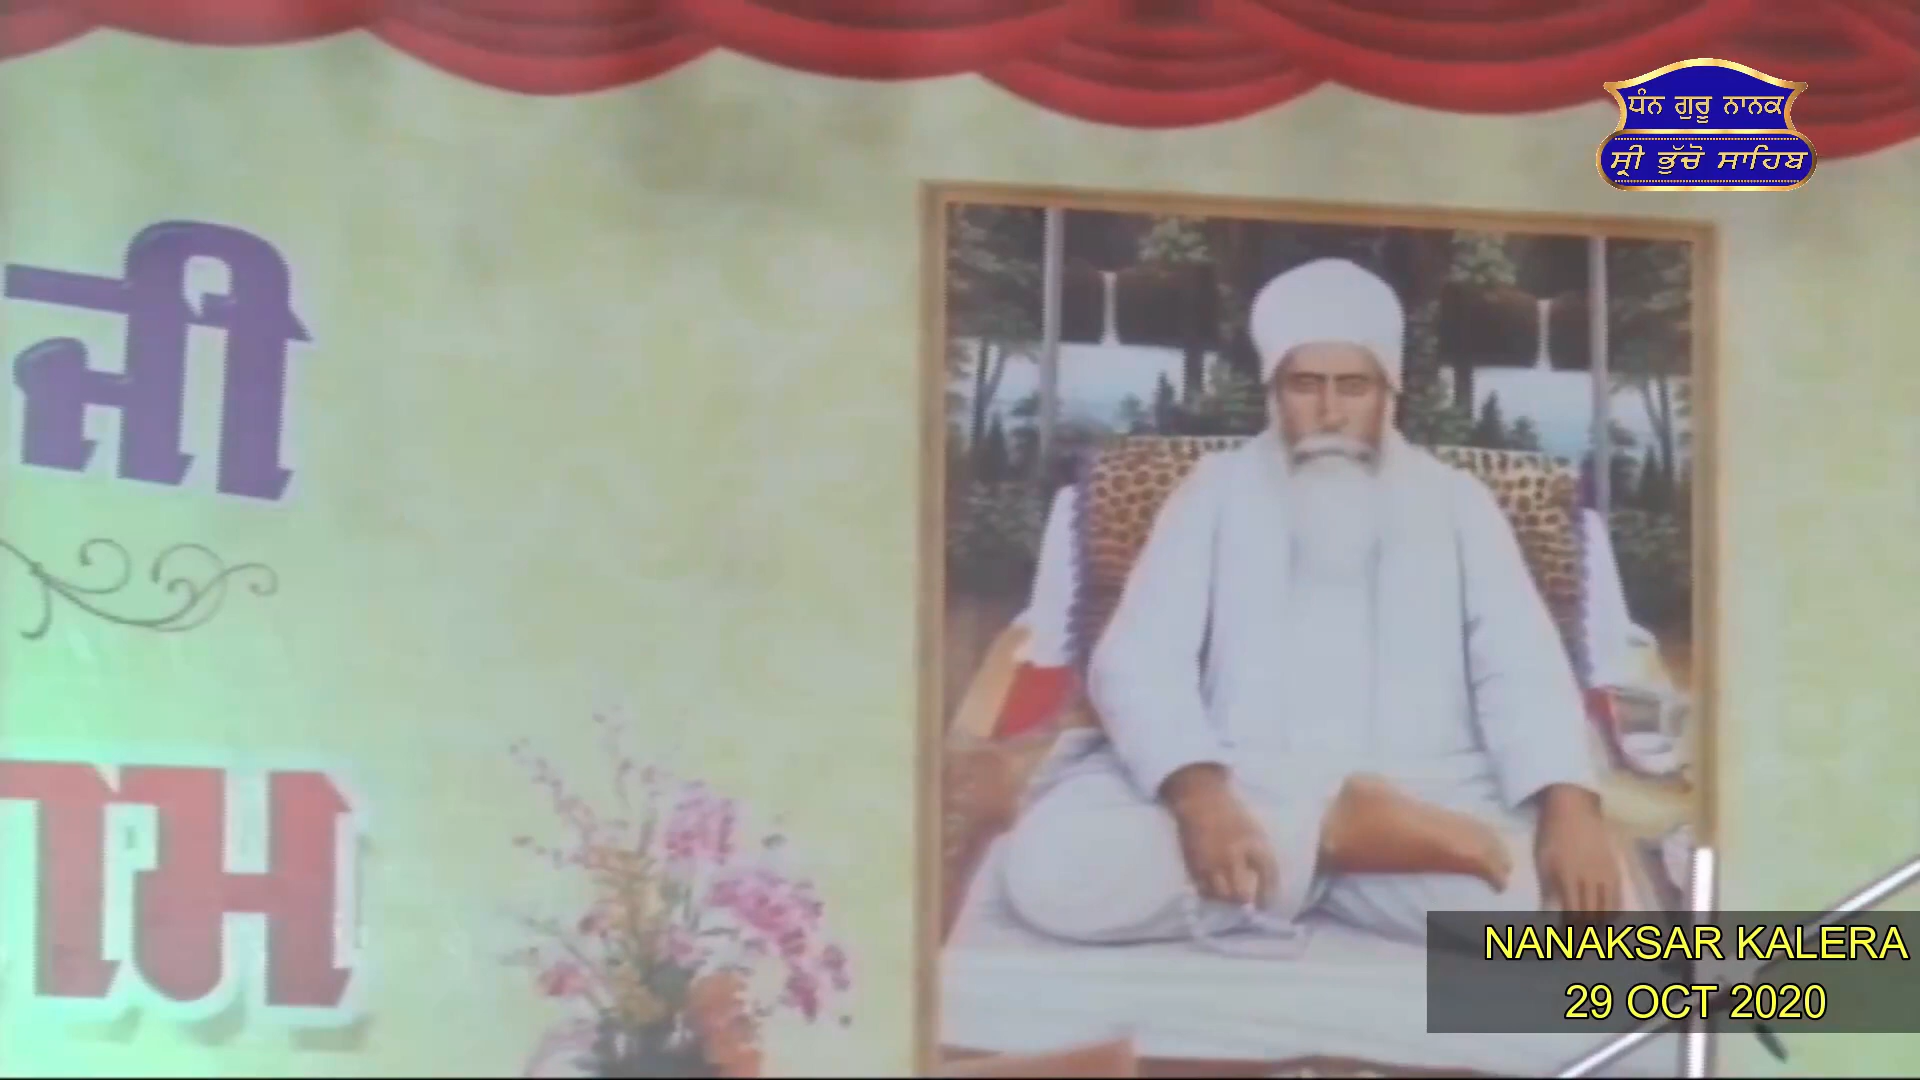 ਧੰਨ ਗੁਰੂ ਨਾਨਕ
ਸ੍ਰੀ ਭੁੱਚੋ ਸਾਹਿਬ
ਜੀ
NANAKSAR KALERA
29 OCT 2020